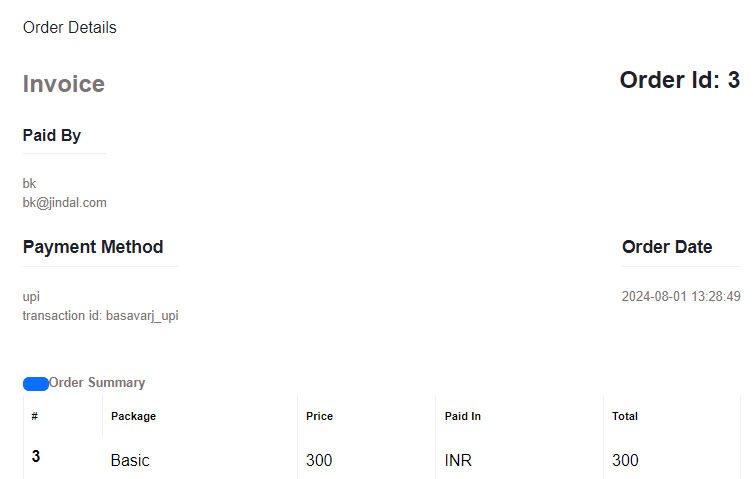 Order Details
Invoice
Order Id: 3
Paid By
bk
bk@jindal.com
Payment Method
Order Date
upi
2024-08-01 13:28:49
transaction id: basavarj_upi
Order Summary
# Package Price Paid In Total
3 Basic 300 INR 300